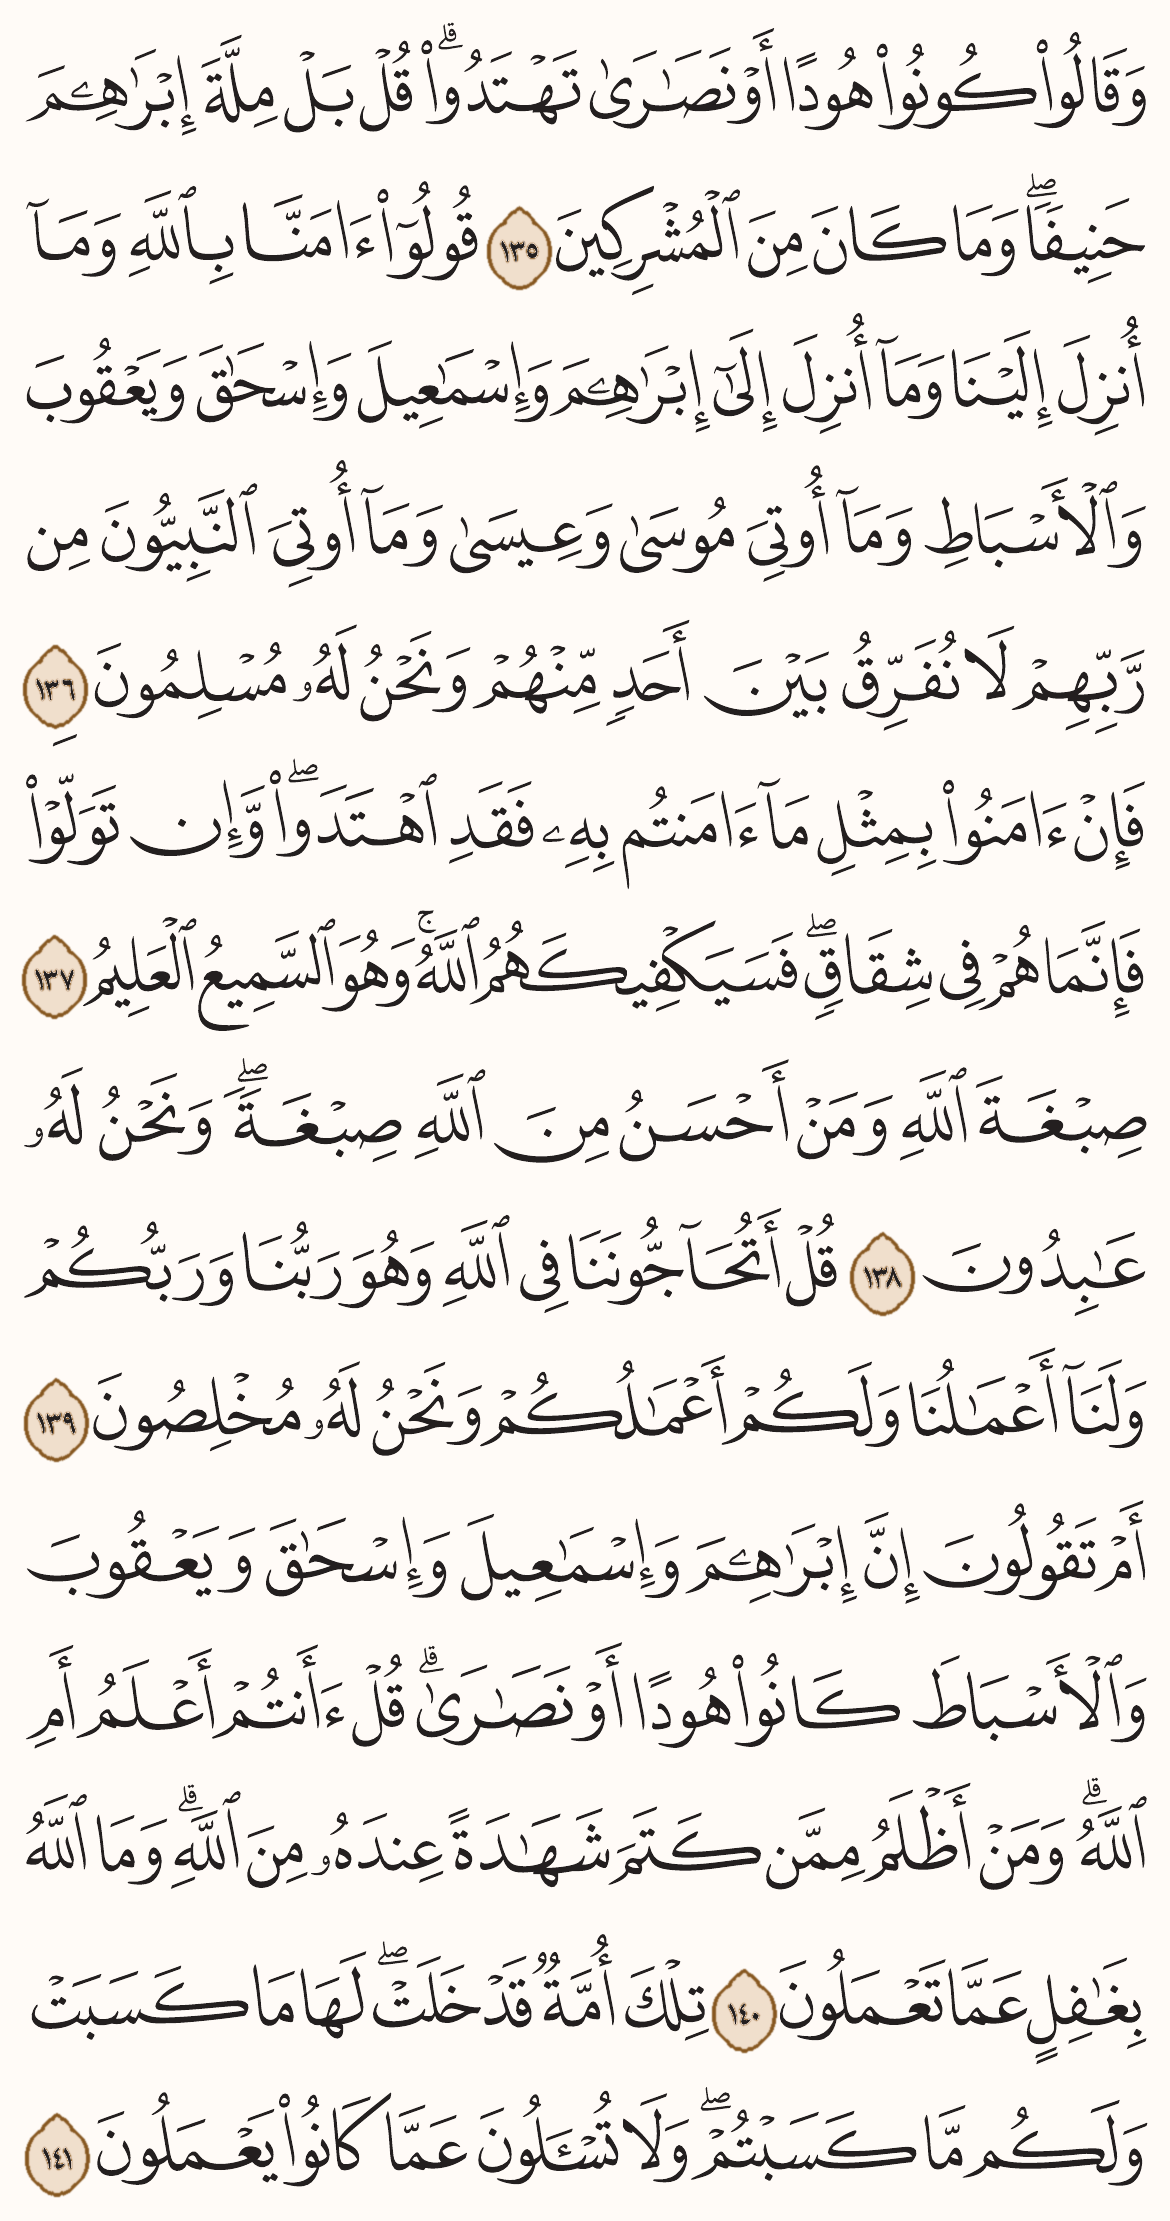 وَقَالُوا۟ كُونُوا۟ هُودًا أَوْ نَصَـٰرَىٰ تَهْتَدُوا۟ ۗ قُلْ بَلْ مِلَّةَ إِبْرَٰهِـۧمَ
حَنِيفًا ۖ وَمَا كَانَ مِنَ ٱلْمُشْرِكِينَ ١٣٥ قُولُوٓا۟ ءَامَنَّا بِٱللَّهِ وَمَآ
أُنزِلَ إِلَيْنَا وَمَآ أُنزِلَ إِلَىٰٓ إِبْرَٰهِـۧمَ وَإِسْمَـٰعِيلَ وَإِسْحَـٰقَ وَيَعْقُوبَ
وَٱلْأَسْبَاطِ وَمَآ أُوتِىَ مُوسَىٰ وَعِيسَىٰ وَمَآ أُوتِىَ ٱلنَّبِيُّونَ مِن
رَّبِّهِمْ لَا نُفَرِّقُ بَيْنَ أَحَدٍ مِّنْهُمْ وَنَحْنُ لَهُۥ مُسْلِمُونَ ١٣٦
فَإِنْ ءَامَنُوا۟ بِمِثْلِ مَآ ءَامَنتُم بِهِۦ فَقَدِ ٱهْتَدَوا۟ ۖ وَّإِن تَوَلَّوْا۟
فَإِنَّمَا هُمْ فِى شِقَاقٍ ۖ فَسَيَكْفِيكَهُمُ ٱللَّهُ ۚ وَهُوَ ٱلسَّمِيعُ ٱلْعَلِيمُ ١٣٧
صِبْغَةَ ٱللَّهِ وَمَنْ أَحْسَنُ مِنَ ٱللَّهِ صِبْغَةً ۖ وَنَحْنُ لَهُۥ
عَـٰبِدُونَ ١٣٨ قُلْ أَتُحَآجُّونَنَا فِى ٱللَّهِ وَهُوَ رَبُّنَا وَرَبُّكُمْ
وَلَنَآ أَعْمَـٰلُنَا وَلَكُمْ أَعْمَـٰلُكُمْ وَنَحْنُ لَهُۥ مُخْلِصُونَ ١٣٩
أَمْ تَقُولُونَ إِنَّ إِبْرَٰهِـۧمَ وَإِسْمَـٰعِيلَ وَإِسْحَـٰقَ وَيَعْقُوبَ
وَٱلْأَسْبَاطَ كَانُوا۟ هُودًا أَوْ نَصَـٰرَىٰ ۗ قُلْ ءَأَنتُمْ أَعْلَمُ أَمِ
ٱللَّهُ ۗ وَمَنْ أَظْلَمُ مِمَّن كَتَمَ شَهَـٰدَةً عِندَهُۥ مِنَ ٱللَّهِ ۗ وَمَا ٱللَّهُ
بِغَـٰفِلٍ عَمَّا تَعْمَلُونَ ١٤٠ تِلْكَ أُمَّةٌ قَدْ خَلَتْ ۖ لَهَا مَا كَسَبَتْ
وَلَكُم مَّا كَسَبْتُمْ ۖ وَلَا تُسْـَٔلُونَ عَمَّا كَانُوا۟ يَعْمَلُونَ ١٤١